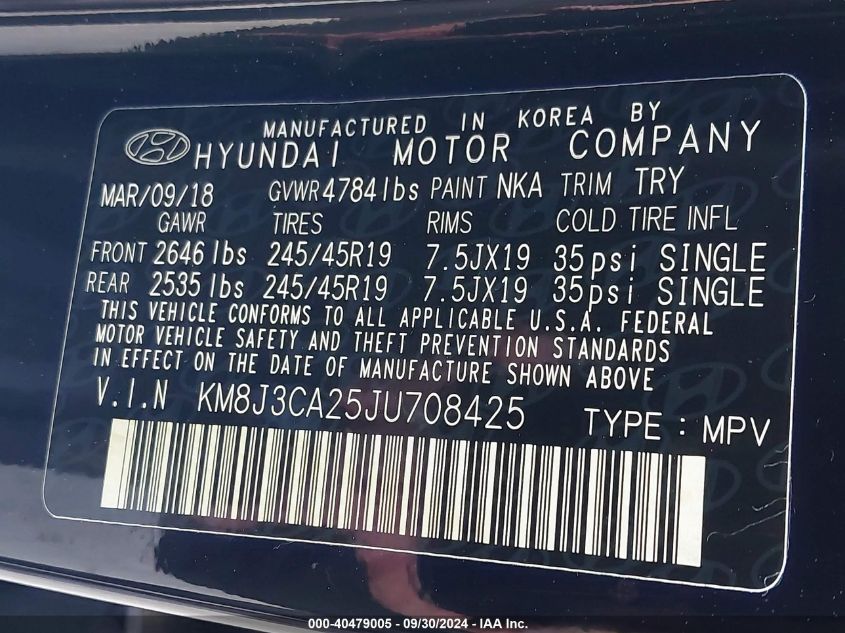 MANUFACTURED IN KOREA BY
HYUNDAI MOTOR COMPANY
MAR/09/18 GVWR 4784 lbs PAINT NKA TRIM TRY
GAWR TIRES RIMS COLD TIRE INFL
FRONT 2646 lbs 245/45R19 7.5JX19 35psi SINGLE
REAR 2535 lbs 245/45R19 7.5JX19 35psi SINGLE
THIS VEHICLE CONFORMS TO ALL APPLICABLE U.S.A. FEDERAL
MOTOR VEHICLE SAFETY AND THEFT PREVENTION STANDARDS
IN EFFECT ON THE DATE OF MANUFACTURE SHOWN ABOVE.
V.I.N KM8J3CA25JU708425 TYPE : MPV
000-40479005 - 09/30/2024 - IAA Inc.